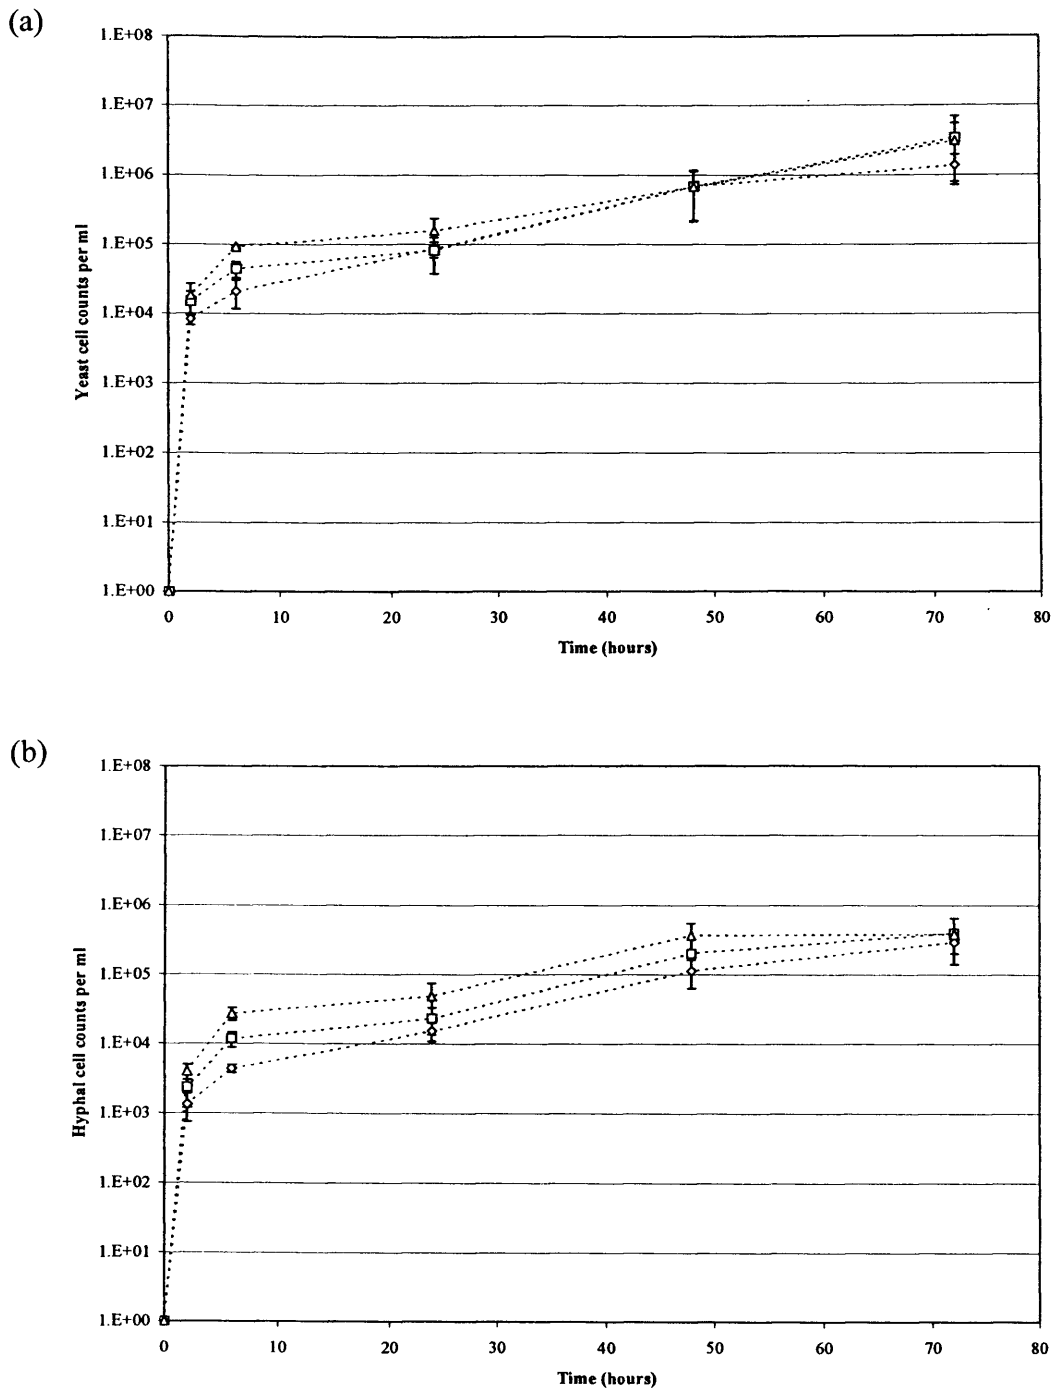 (a)
1.E+08
1.E+07
1.E+06
1.E+05
1.E+04
1.E+03
1.E+02
1.E+01
1.E+00
Yeast cell counts per ml
0 10 20 30 40 50 60 70 80
Time (hours)
(b)
1.E+08
1.E+07
1.E+06
1.E+05
1.E+04
1.E+03
1.E+02
1.E+01
1.E+00
Hyphal cell counts per ml
0 10 20 30 40 50 60 70 80
Time (hours)